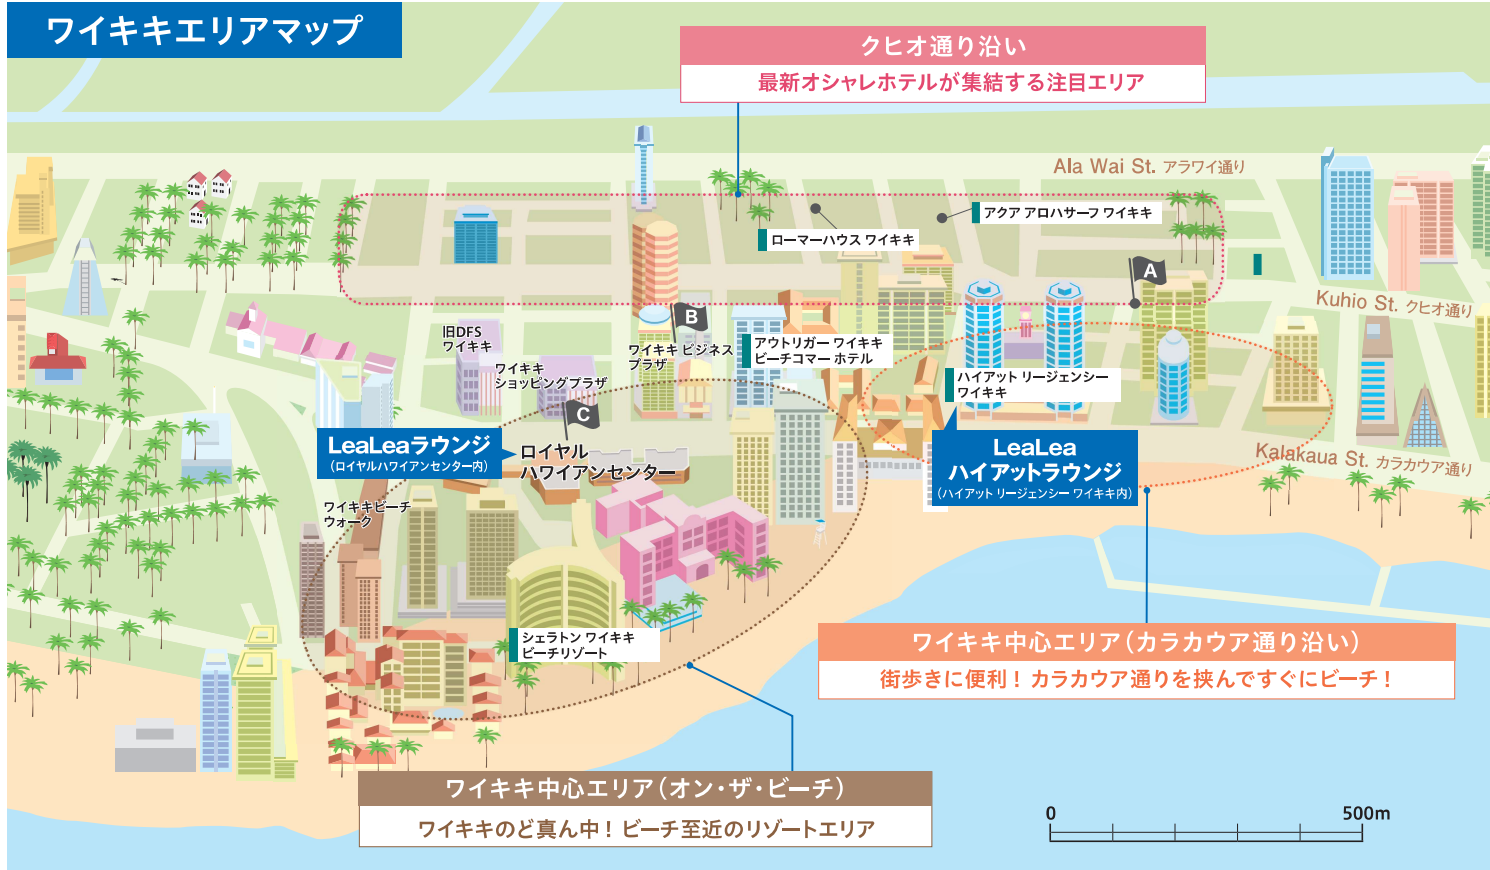 ワイキキエリアマップ
クヒオ通り沿い
最新オシャレホテルが集結する注目エリア
Ala Wai St. アラワイ通り
アクア アロハサーフ ワイキキ
ローマーハウス ワイキキ
A
Kuhio St. クヒオ通り
B
旧DFS
ワイキキ
ワイキキ ビジネス
プラザ
アウトリガー ワイキキ
ビーチコマー ホテル
ワイキキ
ショッピングプラザ
ハイアット リージェンシー
ワイキキ
C
LeaLeaラウンジ
(ロイヤルハワイアンセンター内)
ロイヤル
ハワイアンセンター
LeaLea
ハイアットラウンジ
(ハイアット リージェンシー ワイキキ内)
Kalakaua St. カラカウア通り
ワイキキビーチ
ウォーク
シェラトン ワイキキ
ビーチリゾート
ワイキキ中心エリア(カラカウア通り沿い)
街歩きに便利! カラカウア通りを挟んですぐにビーチ!
ワイキキ中心エリア(オン・ザ・ビーチ)
ワイキキのど真ん中! ビーチ至近のリゾートエリア
0 500m